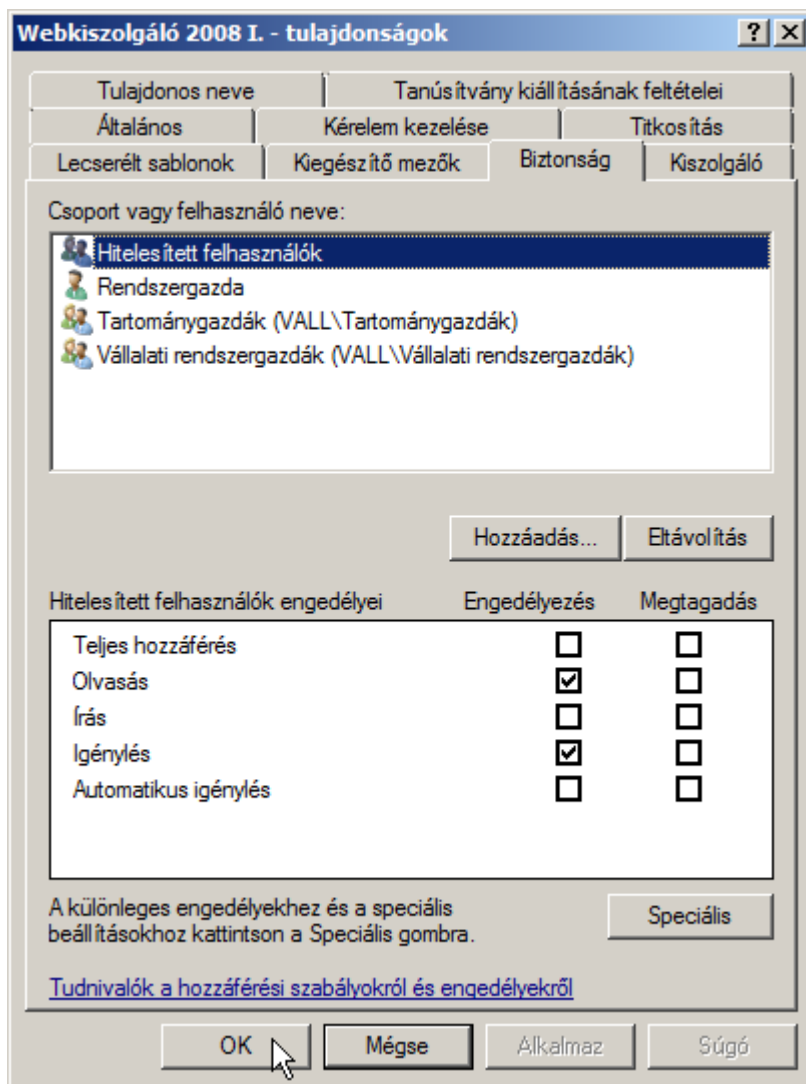 Webkiszolgáló 2008 I. - tulajdonságok
Tulajdonos neve
Tanúsítvány kiállításának feltételei
Általános
Kérelem kezelése
Titkosítás
Lecserélt sablonok
Kiegészítő mezők
Biztonság
Kiszolgáló
Csoport vagy felhasználó neve:
Hitelesített felhasználók
Rendszergazda
Tartománygazdák (VALL\Tartománygazdák)
Vállalati rendszergazdák (VALL\Vállalati rendszergazdák)
Hozzáadás...
Eltávolítás
Hitelesített felhasználók engedélyei
Engedélyezés
Megtagadás
Teljes hozzáférés
Olvasás
Írás
Igénylés
Automatikus igénylés
A különleges engedélyekhez és a speciális
beállításokhoz kattintson a Speciális gombra.
Speciális
Tudnivalók a hozzáférési szabályokról és engedélyekről
OK
Mégse
Alkalmaz
Súgó